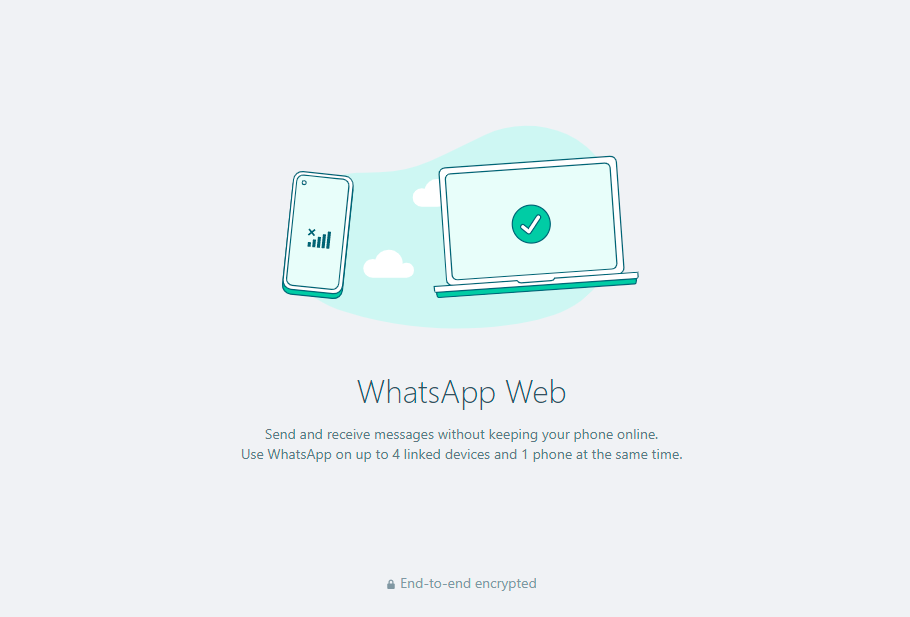 WhatsApp Web
Send and receive messages without keeping your phone online.
Use WhatsApp on up to 4 linked devices and 1 phone at the same time.
End-to-end encrypted